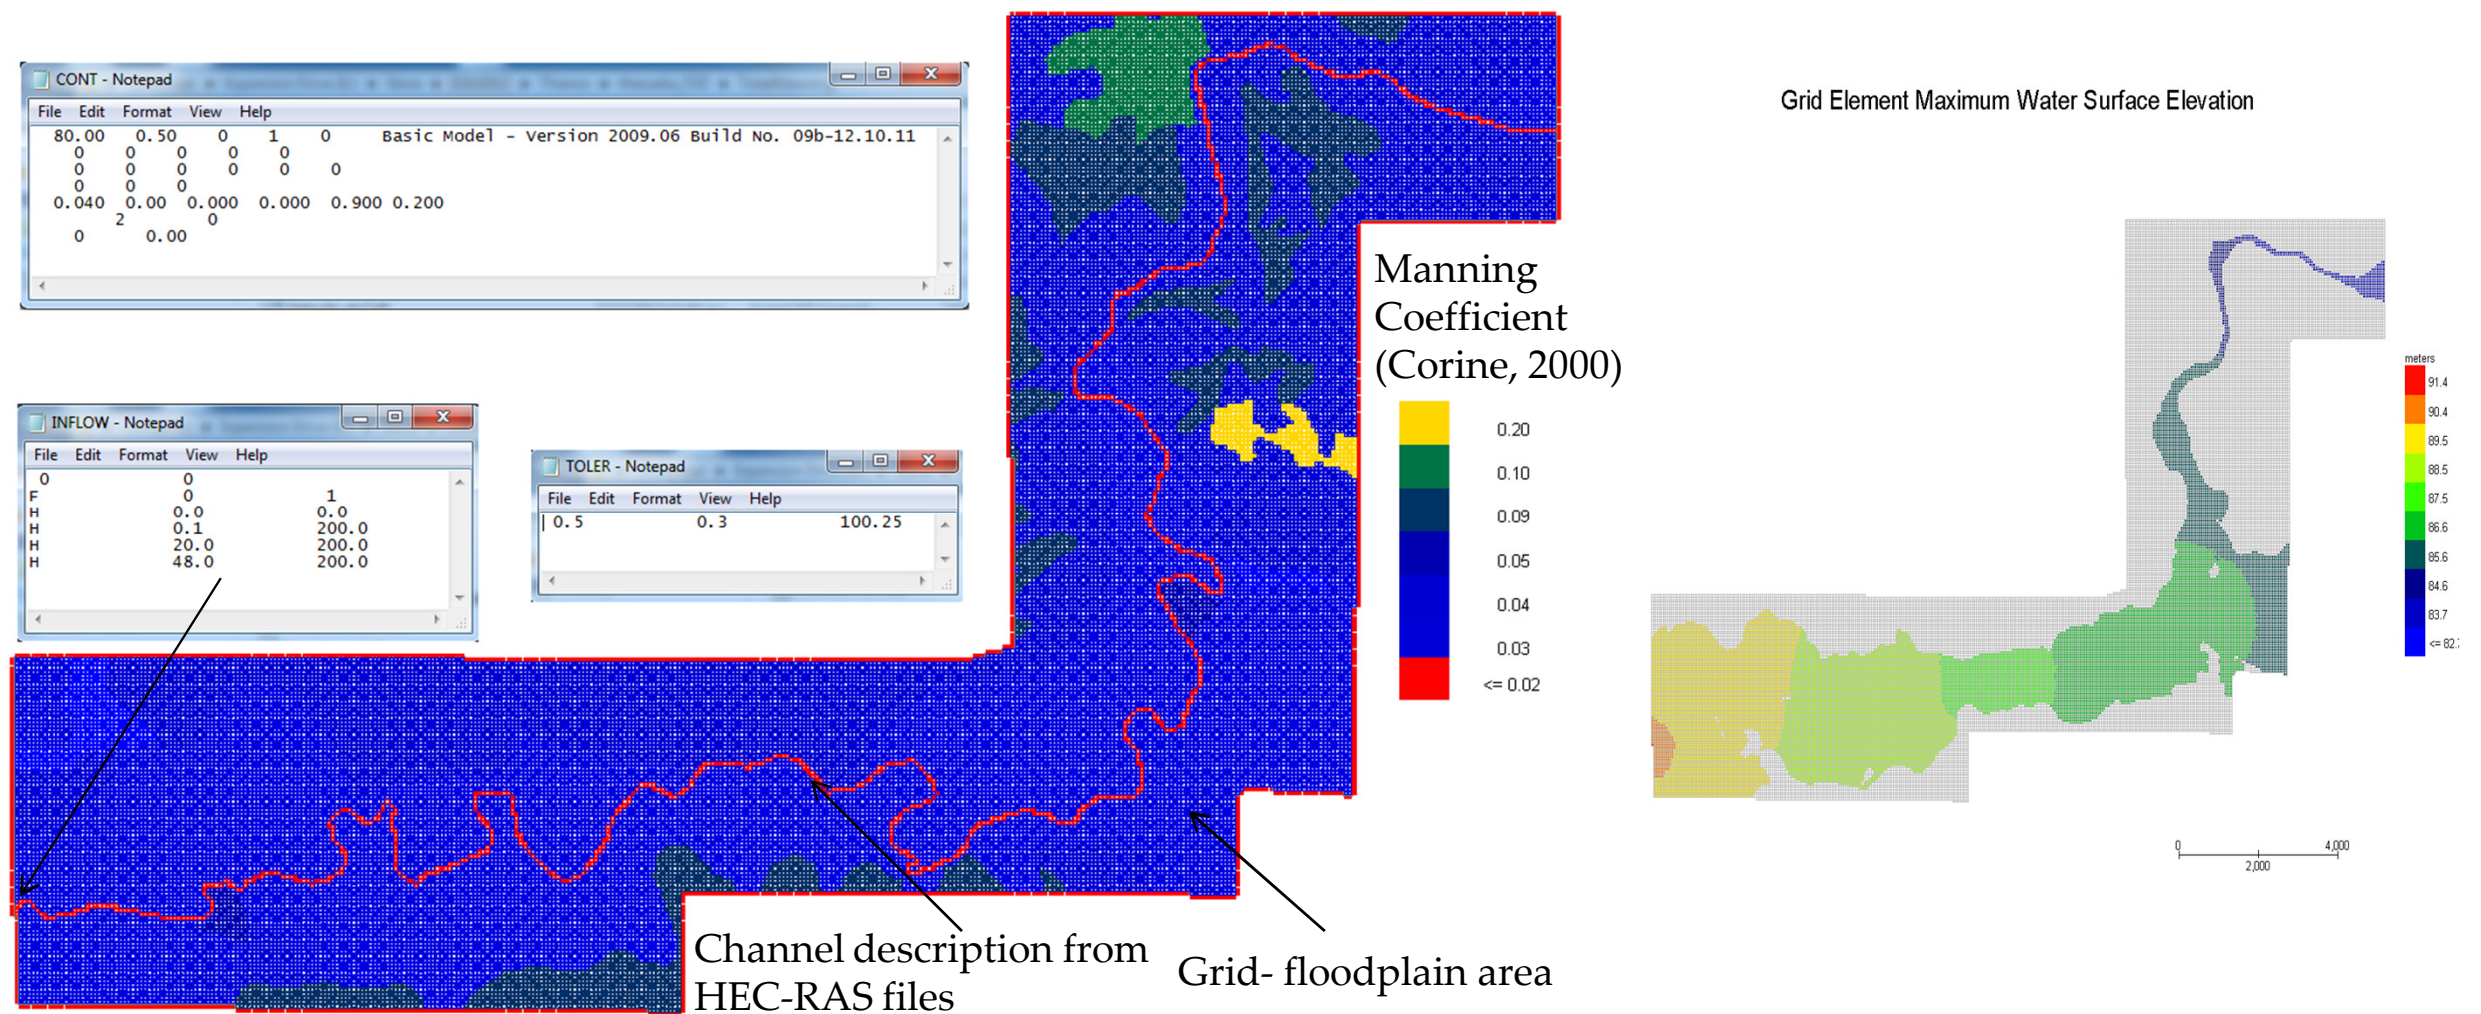 CONT - Notepad
File Edit Format View Help
80.00 0.50 0 1 0 Basic Model - Version 2009.06 Build No. 09b-12.10.11
0 0 0 0 0
0 0 0 0 0 0
0 0 0
0.040 0.00 0.000 0.000 0.900 0.200
2 0
0 0.00
INFLOW - Notepad
File Edit Format View Help
0 0
F 0 1
H 0.0 0.0
H 0.1 200.0
H 20.0 200.0
H 48.0 200.0
TOLER - Notepad
File Edit Format View Help
0.5 0.3 100.25
Manning
Coefficient
(Corine, 2000)
0.20
0.10
0.09
0.05
0.04
0.03
<= 0.02
Channel description from
HEC-RAS files
Grid- floodplain area
Grid Element Maximum Water Surface Elevation
meters
91.4
90.4
89.5
88.5
87.5
86.6
85.6
84.6
83.7
<= 82.
0 4,000
2,000